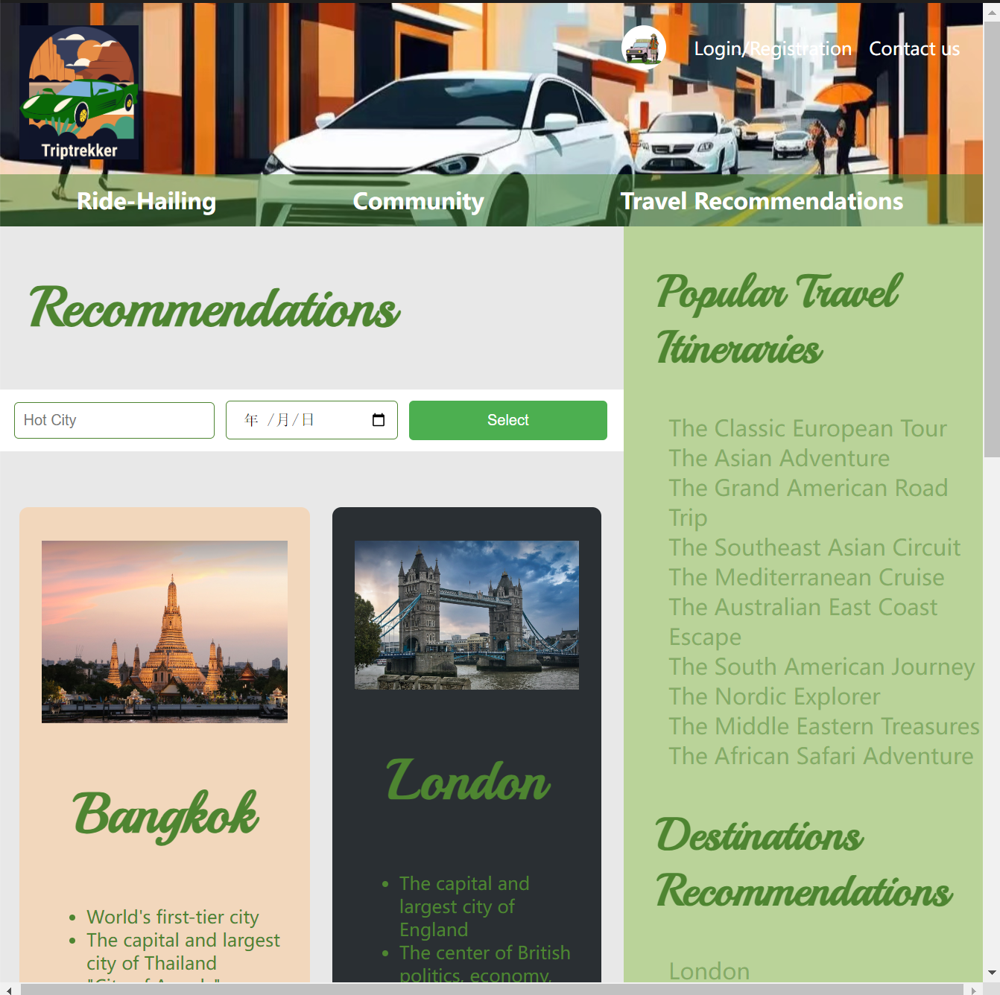 Triptrekker
Login/Registration Contact us
Ride-Hailing Community Travel Recommendations
Recommendations
Hot City 年 /月/日 Select
Bangkok
World's first-tier city
The capital and largest
city of Thailand
London
The capital and
largest city of
England
The center of British
politics, economy,
Popular Travel
Itineraries
The Classic European Tour
The Asian Adventure
The Grand American Road
Trip
The Southeast Asian Circuit
The Mediterranean Cruise
The Australian East Coast
Escape
The South American Journey
The Nordic Explorer
The Middle Eastern Treasures
The African Safari Adventure
Destinations
Recommendations
London